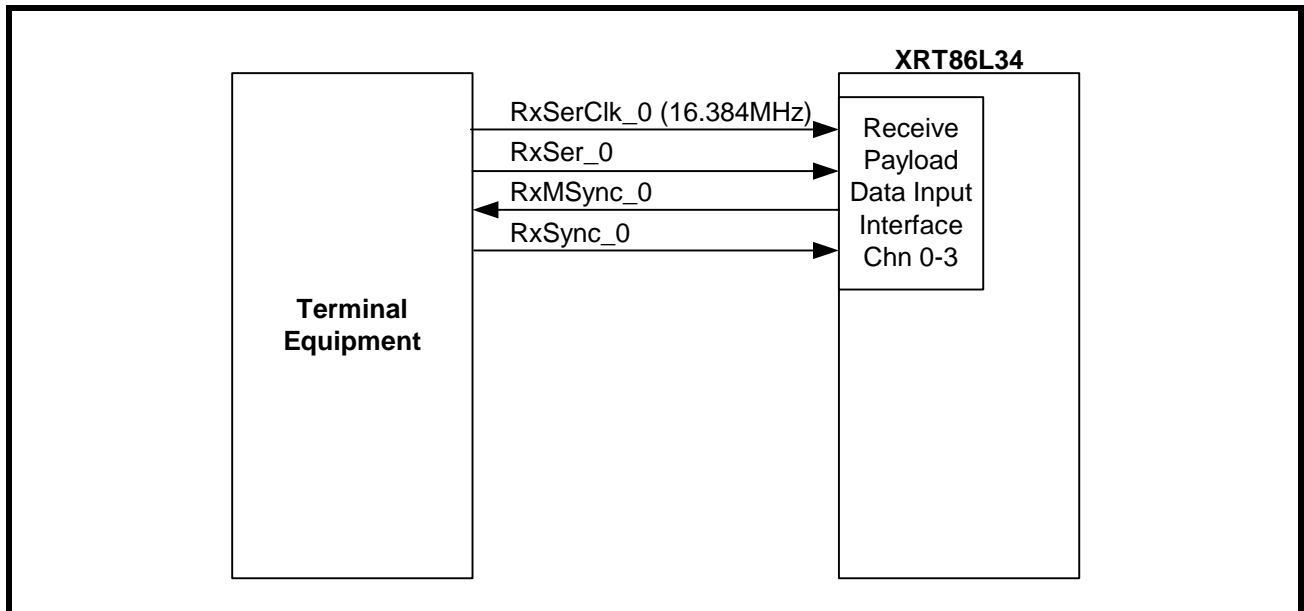 XRT86L34
RxSerClk_0 (16.384MHz)
RxSer_0
RxMSync_0
RxSync_0
Receive
Payload
Data Input
Interface
Chn 0-3
Terminal
Equipment